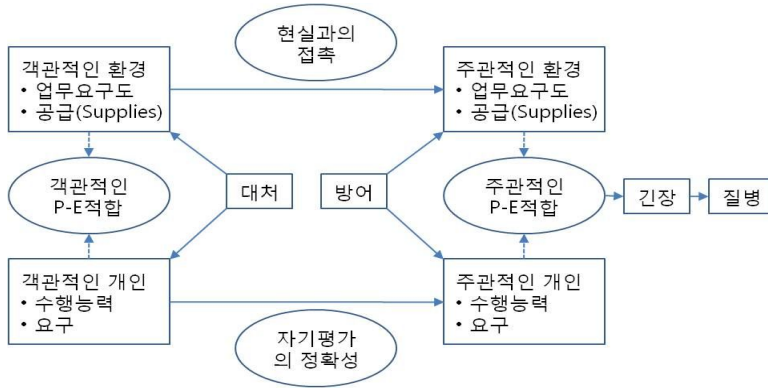 현실과의
접촉
객관적인 환경
• 업무요구도
• 공급(Supplies)
주관적인 환경
• 업무요구도
• 공급(Supplies)
객관적인
P-E적합
대처
방어
주관적인
P-E적합
긴장
질병
객관적인 개인
• 수행능력
• 요구
주관적인 개인
• 수행능력
• 요구
자기평가
의 정확성